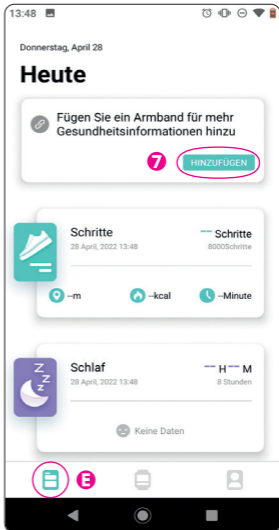 13:48
Donnerstag, April 28
Heute
Fügen Sie ein Armband für mehr
Gesundheitsinformationen hinzu
7 HINZUFÜGEN
Schritte -- Schritte
28 April, 2022 13:48 8000Schritte
--m --kcal --Minute
Schlaf -- H -- M
28 April, 2022 13:48 8 Stunden
Z Z Z
Keine Daten
E